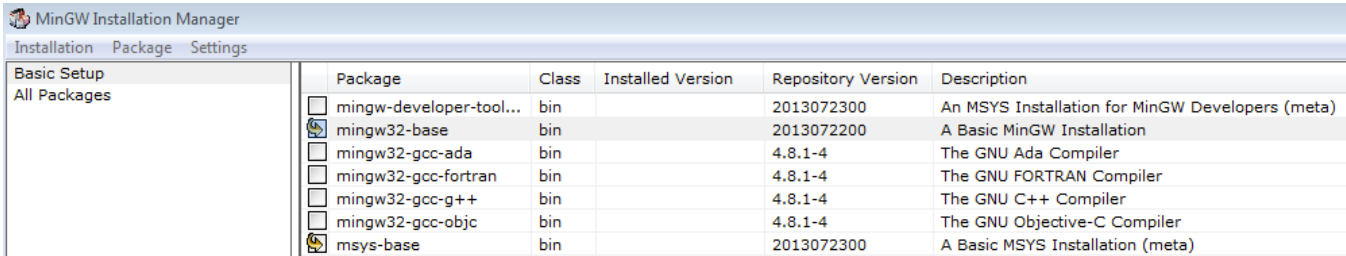 MinGW Installation Manager
Installation Package Settings
Basic Setup
All Packages
Package Class Installed Version Repository Version Description
mingw-developer-tool... bin 2013072300 An MSYS Installation for MinGW Developers (meta)
mingw32-base bin 2013072200 A Basic MinGW Installation
mingw32-gcc-ada bin 4.8.1-4 The GNU Ada Compiler
mingw32-gcc-fortran bin 4.8.1-4 The GNU FORTRAN Compiler
mingw32-gcc-g++ bin 4.8.1-4 The GNU C++ Compiler
mingw32-gcc-objc bin 4.8.1-4 The GNU Objective-C Compiler
msys-base bin 2013072300 A Basic MSYS Installation (meta)